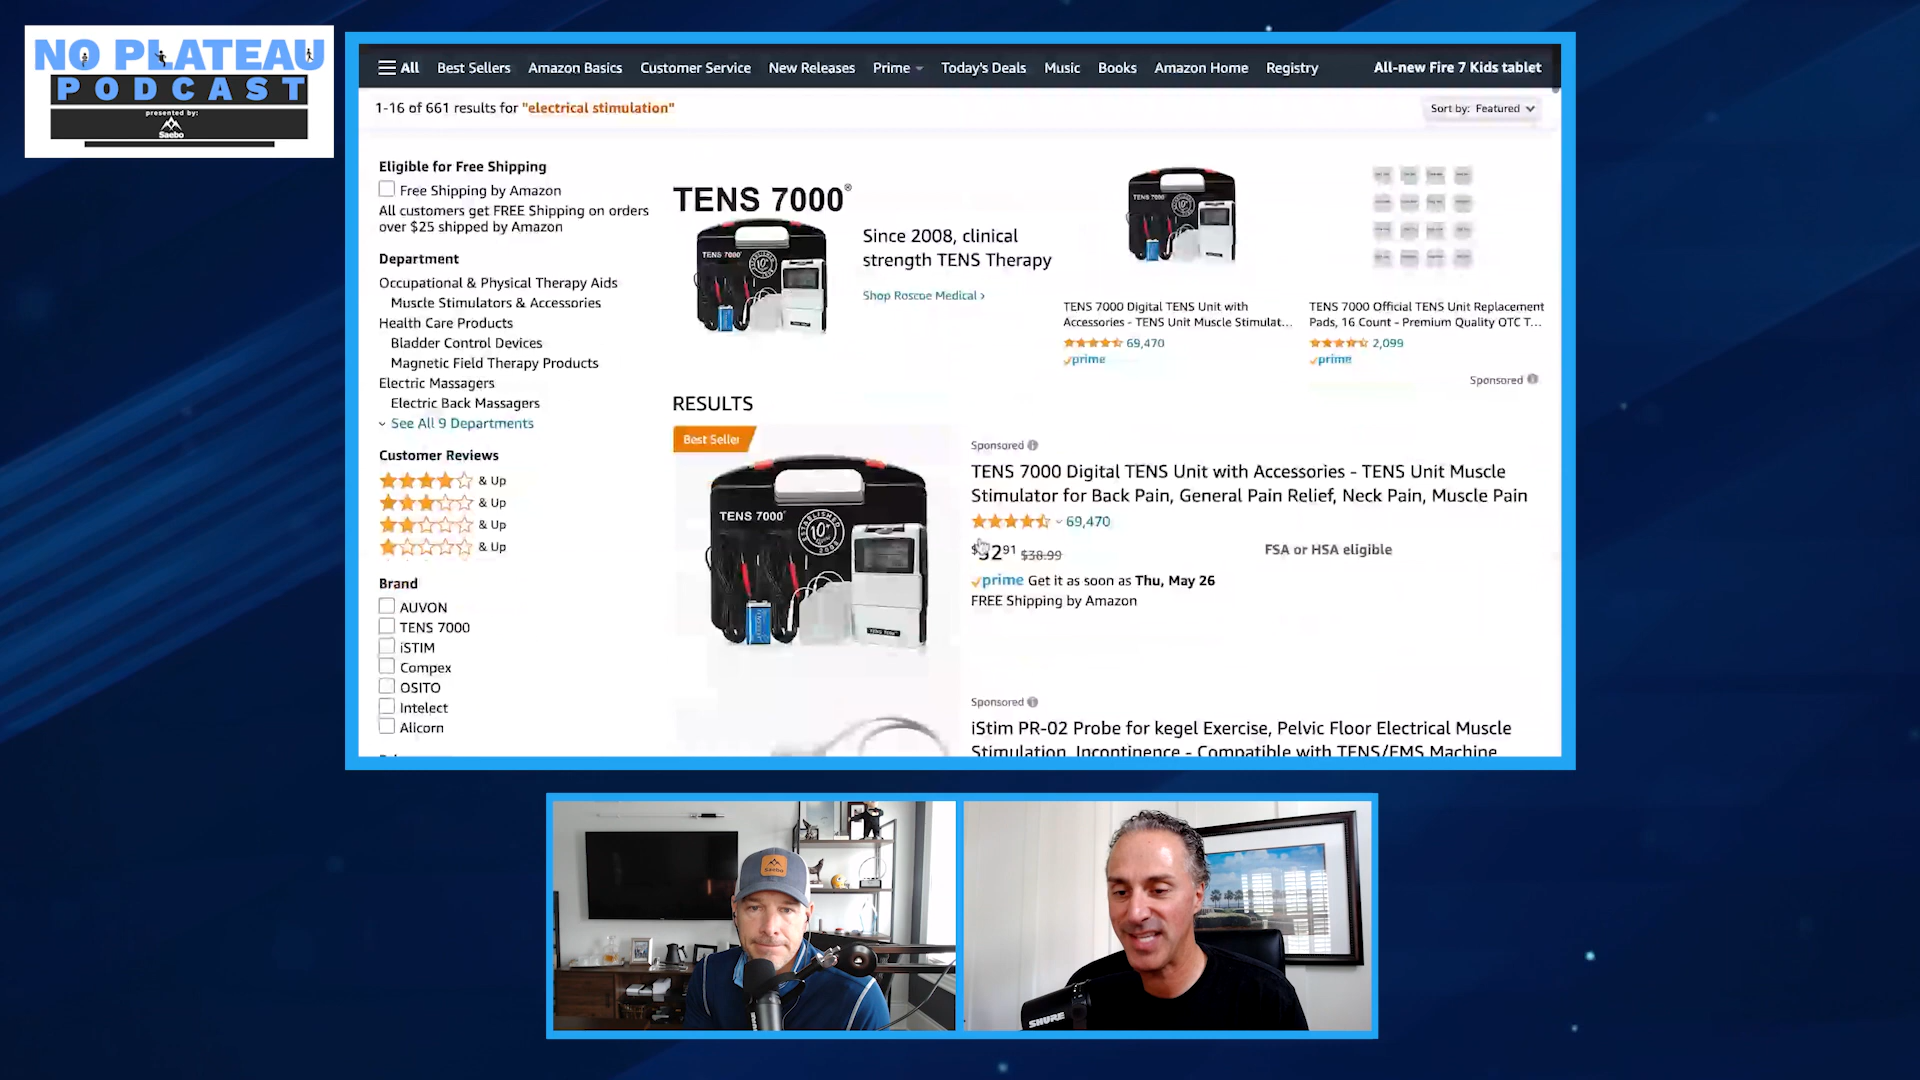 NO PLATEAU
PODCAST
presented by:
Saebo
All Best Sellers Amazon Basics Customer Service New Releases Prime Today's Deals Music Books Amazon Home Registry All-new Fire 7 Kids tablet
1-16 of 661 results for "electrical stimulation"
Sort by: Featured
Eligible for Free Shipping
Free Shipping by Amazon
All customers get FREE Shipping on orders
over $25 shipped by Amazon
Department
Occupational & Physical Therapy Aids
Muscle Stimulators & Accessories
Health Care Products
Bladder Control Devices
Magnetic Field Therapy Products
Electric Massagers
Electric Back Massagers
See All 9 Departments
Customer Reviews
& Up
& Up
& Up
& Up
Brand
AUVON
TENS 7000
iSTIM
Compex
OSITO
Intelect
Alicorn
TENS 7000®
TENS 7000
Since 2008, clinical
strength TENS Therapy
Shop Roscoe Medical ›
TENS 7000
TENS 7000 Digital TENS Unit with
Accessories - TENS Unit Muscle Stimulat...
69,470
prime
TENS 7000 Official TENS Unit Replacement
Pads, 16 Count - Premium Quality OTC T...
2,099
prime
Sponsored
RESULTS
Best Seller
TENS 7000
ESTABLISHED
10+
2008
Sponsored
TENS 7000 Digital TENS Unit with Accessories - TENS Unit Muscle
Stimulator for Back Pain, General Pain Relief, Neck Pain, Muscle Pain
69,470
$32.91 $38.99
FSA or HSA eligible
prime Get it as soon as Thu, May 26
FREE Shipping by Amazon
Sponsored
iStim PR-02 Probe for kegel Exercise, Pelvic Floor Electrical Muscle
Stimulation, Incontinence - Compatible with TENS/EMS Machine
Saebo
SHURE